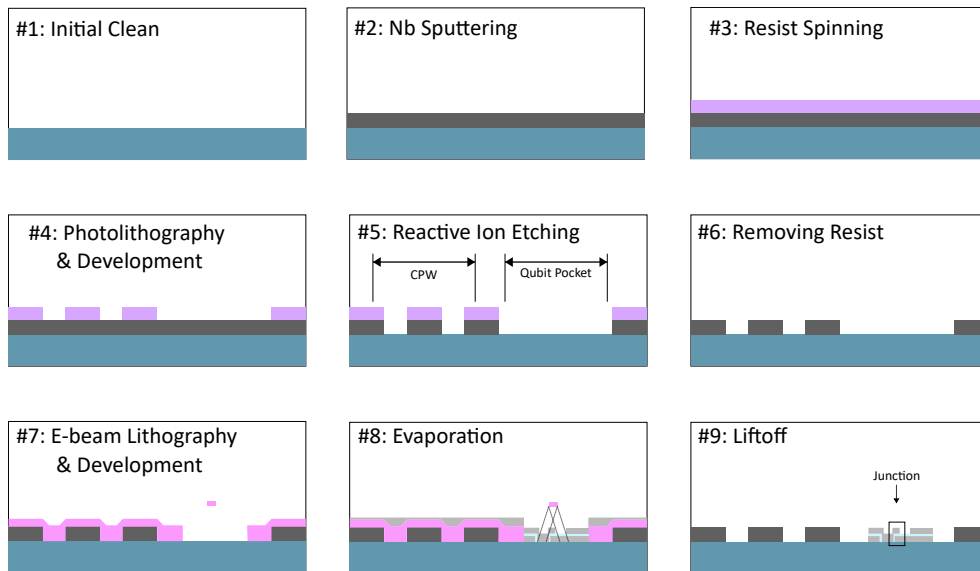 #1: Initial Clean
#2: Nb Sputtering
#3: Resist Spinning
#4: Photolithography
& Development
#5: Reactive Ion Etching
CPW
Qubit Pocket
#6: Removing Resist
#7: E-beam Lithography
& Development
#8: Evaporation
#9: Liftoff
Junction